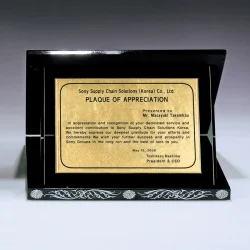 Sony Supply Chain Solutions (Korea) Co., Ltd.
PLAQUE OF APPRECIATION
Presented to
Mr. Masayuki
In appreciation and recognition of your dedicated service and
excellent contribution to Sony Supply Chain Solutions Korea.
We hereby express our deepest gratitude for your efforts and
commitments. We wish your further success and prosperity in
Sony Groups in the long run and the best of luck to you.
May 15, 2020
President & CEO